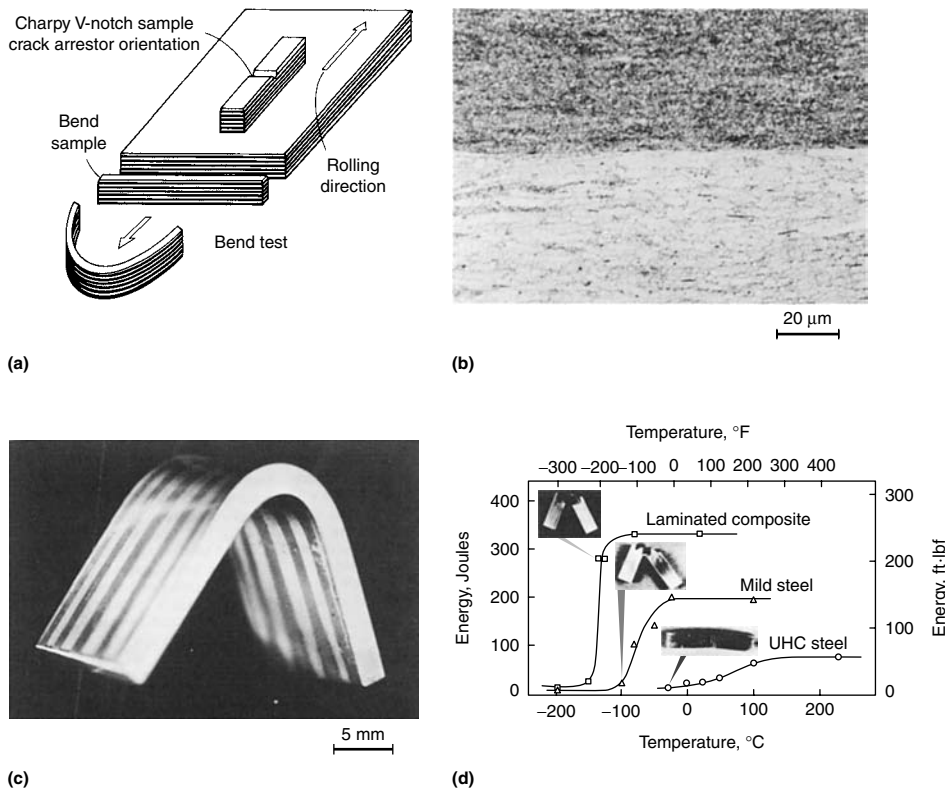 Charpy V-notch sample
crack arrestor orientation
Bend
sample
Rolling
direction
Bend test
(a)
20 μm
(b)
5 mm
(c)
Temperature, °F
–300 –200 –100 0 100 200 300 400
400
300
200
100
0
Energy, Joules
Laminated composite
Mild steel
UHC steel
300
200
100
0
Energy, ft·lbf
–200 –100 0 100 200
Temperature, °C
(d)